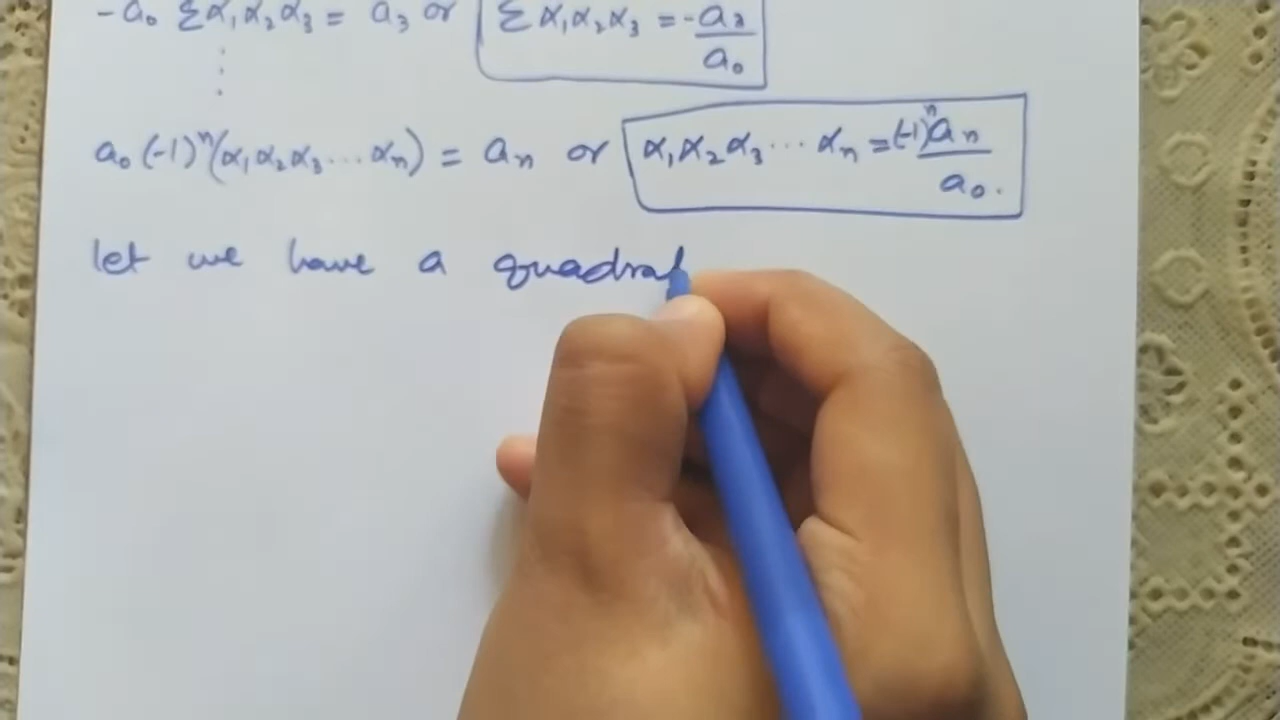 -a₀ Σα₁α₂α₃ = a₃ or Σα₁α₂α₃ = -a₃/a₀
⋮
a₀(-1)ⁿ(α₁α₂α₃...αₙ) = aₙ or α₁α₂α₃...αₙ = (-1)ⁿaₙ/a₀.
let we have a quadrat